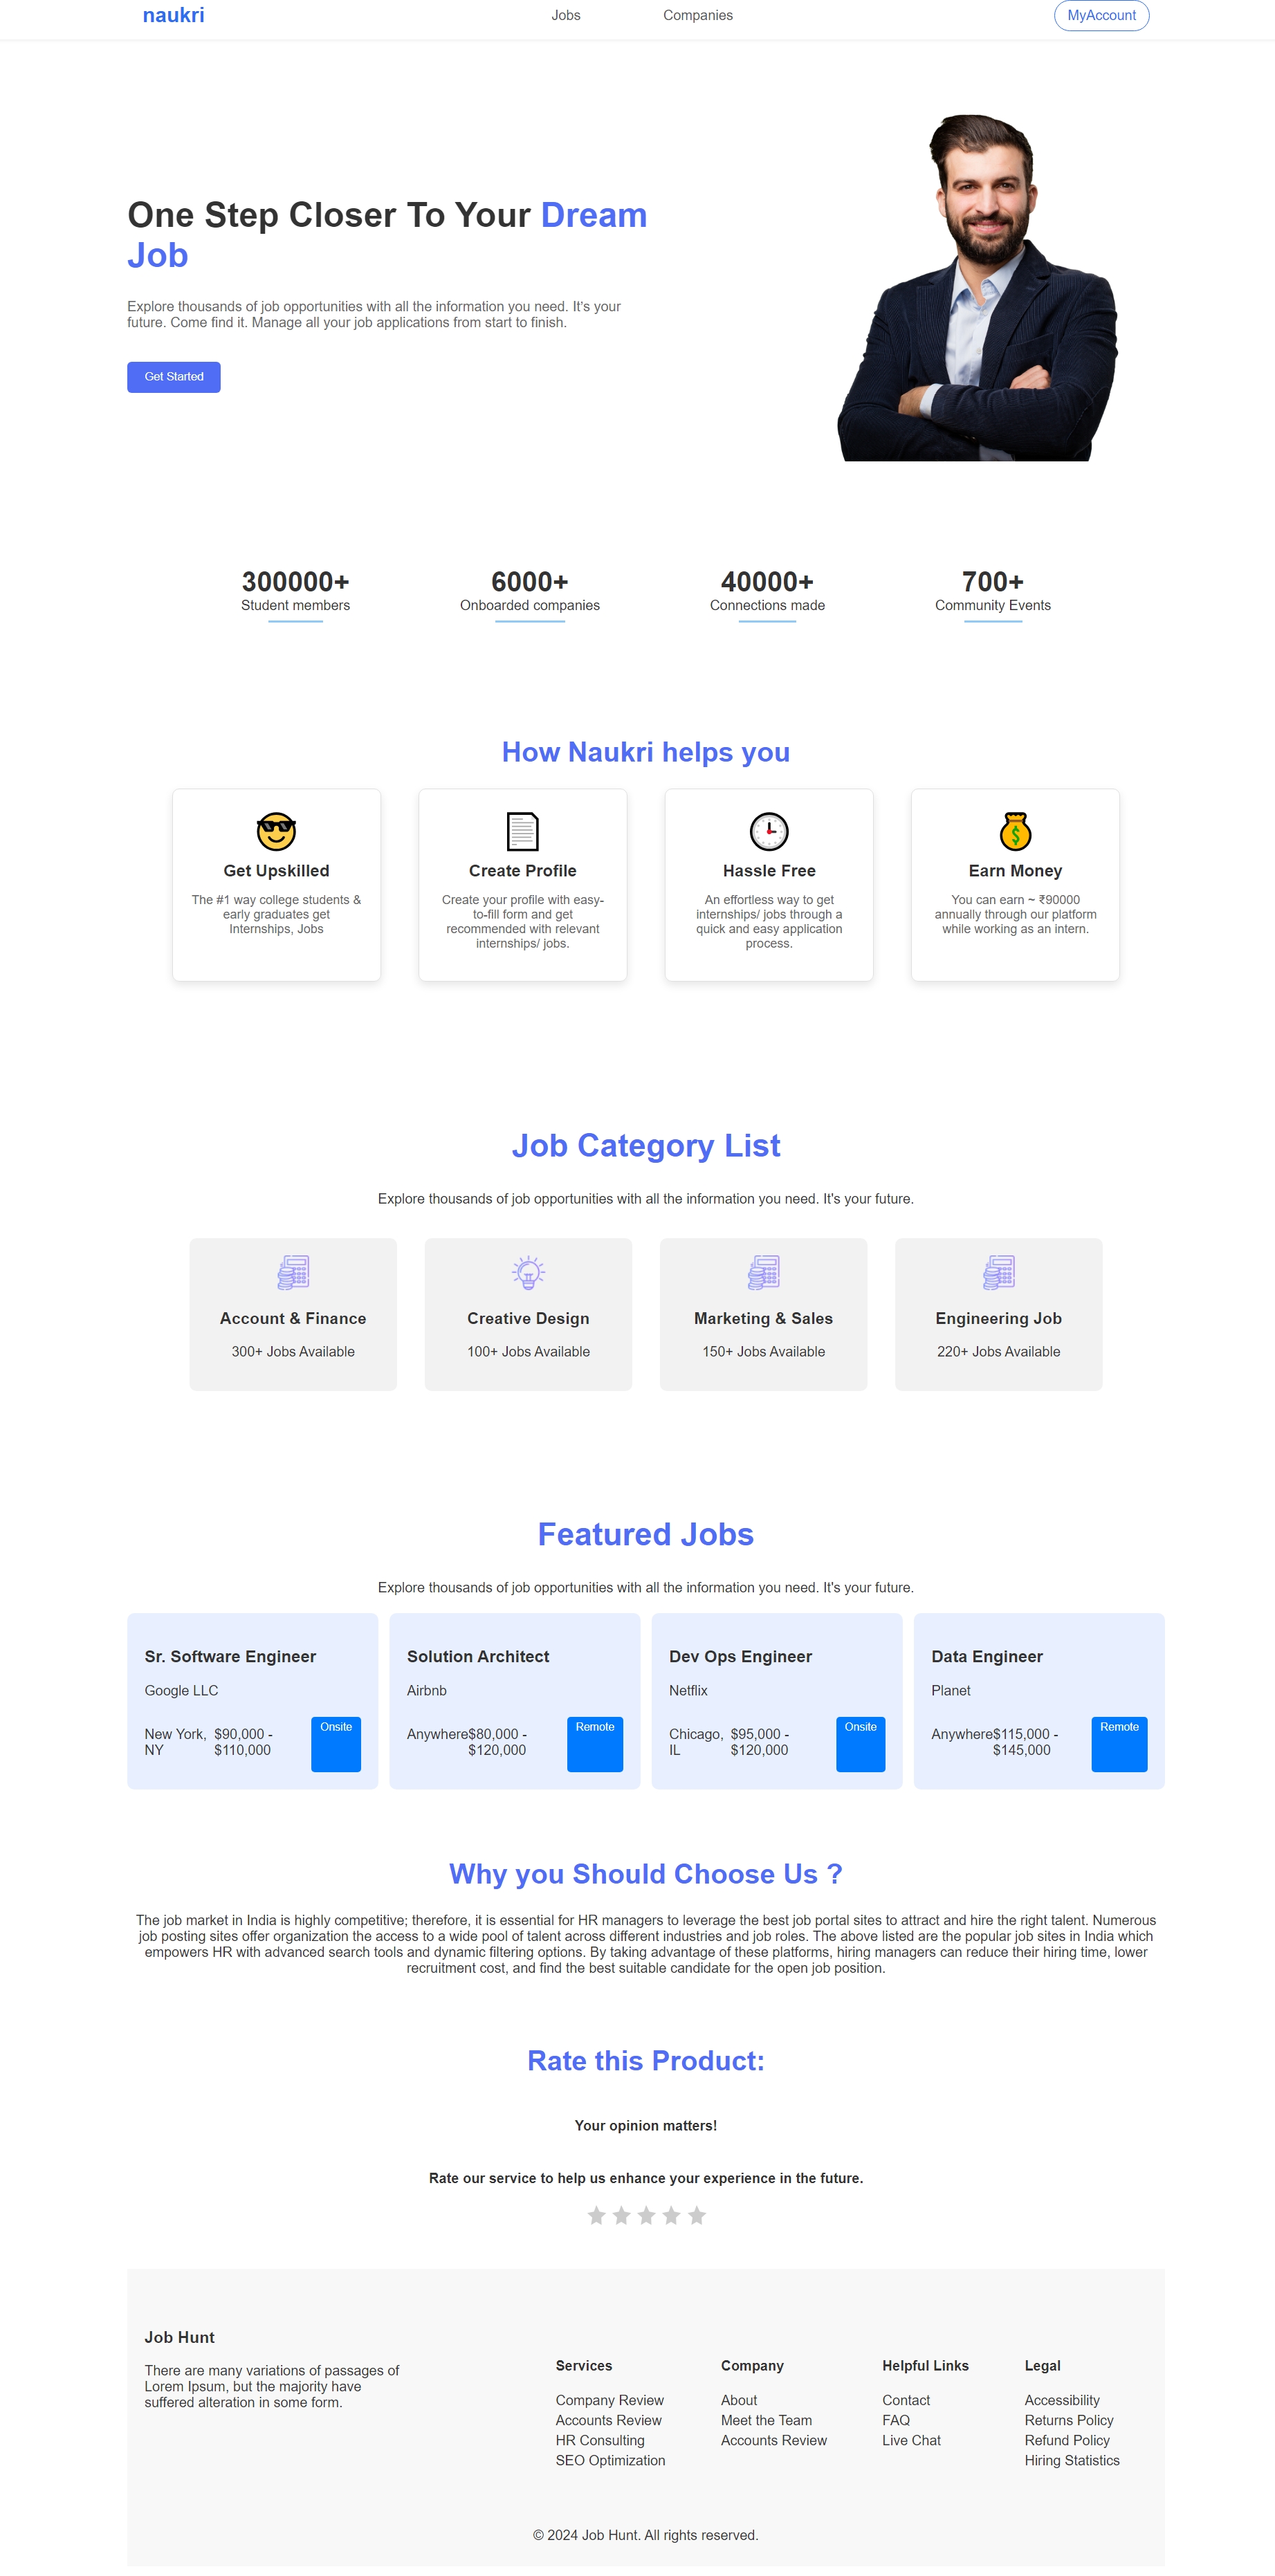 naukri
Jobs
Companies
MyAccount
One Step Closer To Your Dream
Job
Explore thousands of job opportunities with all the information you need. It's your
future. Come find it. Manage all your job applications from start to finish.
Get Started
300000+
Student members
6000+
Onboarded companies
40000+
Connections made
700+
Community Events
How Naukri helps you
Get Upskilled
The #1 way college students &
early graduates get
Internships, Jobs
Create Profile
Create your profile with easy-
to-fill form and get
recommended with relevant
internships/ jobs.
Hassle Free
An effortless way to get
internships/ jobs through a
quick and easy application
process.
Earn Money
You can earn ~ ₹90000
annually through our platform
while working as an intern.
Job Category List
Explore thousands of job opportunities with all the information you need. It's your future.
Account & Finance
300+ Jobs Available
Creative Design
100+ Jobs Available
Marketing & Sales
150+ Jobs Available
Engineering Job
220+ Jobs Available
Featured Jobs
Explore thousands of job opportunities with all the information you need. It's your future.
Sr. Software Engineer
Google LLC
New York,
NY
$90,000 -
$110,000
Onsite
Solution Architect
Airbnb
Anywhere
$80,000 -
$120,000
Remote
Dev Ops Engineer
Netflix
Chicago,
IL
$95,000 -
$120,000
Onsite
Data Engineer
Planet
Anywhere
$115,000 -
$145,000
Remote
Why you Should Choose Us ?
The job market in India is highly competitive; therefore, it is essential for HR managers to leverage the best job portal sites to attract and hire the right talent. Numerous
job posting sites offer organization the access to a wide pool of talent across different industries and job roles. The above listed are the popular job sites in India which
empowers HR with advanced search tools and dynamic filtering options. By taking advantage of these platforms, hiring managers can reduce their hiring time, lower
recruitment cost, and find the best suitable candidate for the open job position.
Rate this Product:
Your opinion matters!
Rate our service to help us enhance your experience in the future.
Job Hunt
There are many variations of passages of
Lorem Ipsum, but the majority have
suffered alteration in some form.
Services
Company Review
Accounts Review
HR Consulting
SEO Optimization
Company
About
Meet the Team
Accounts Review
Helpful Links
Contact
FAQ
Live Chat
Legal
Accessibility
Returns Policy
Refund Policy
Hiring Statistics
© 2024 Job Hunt. All rights reserved.